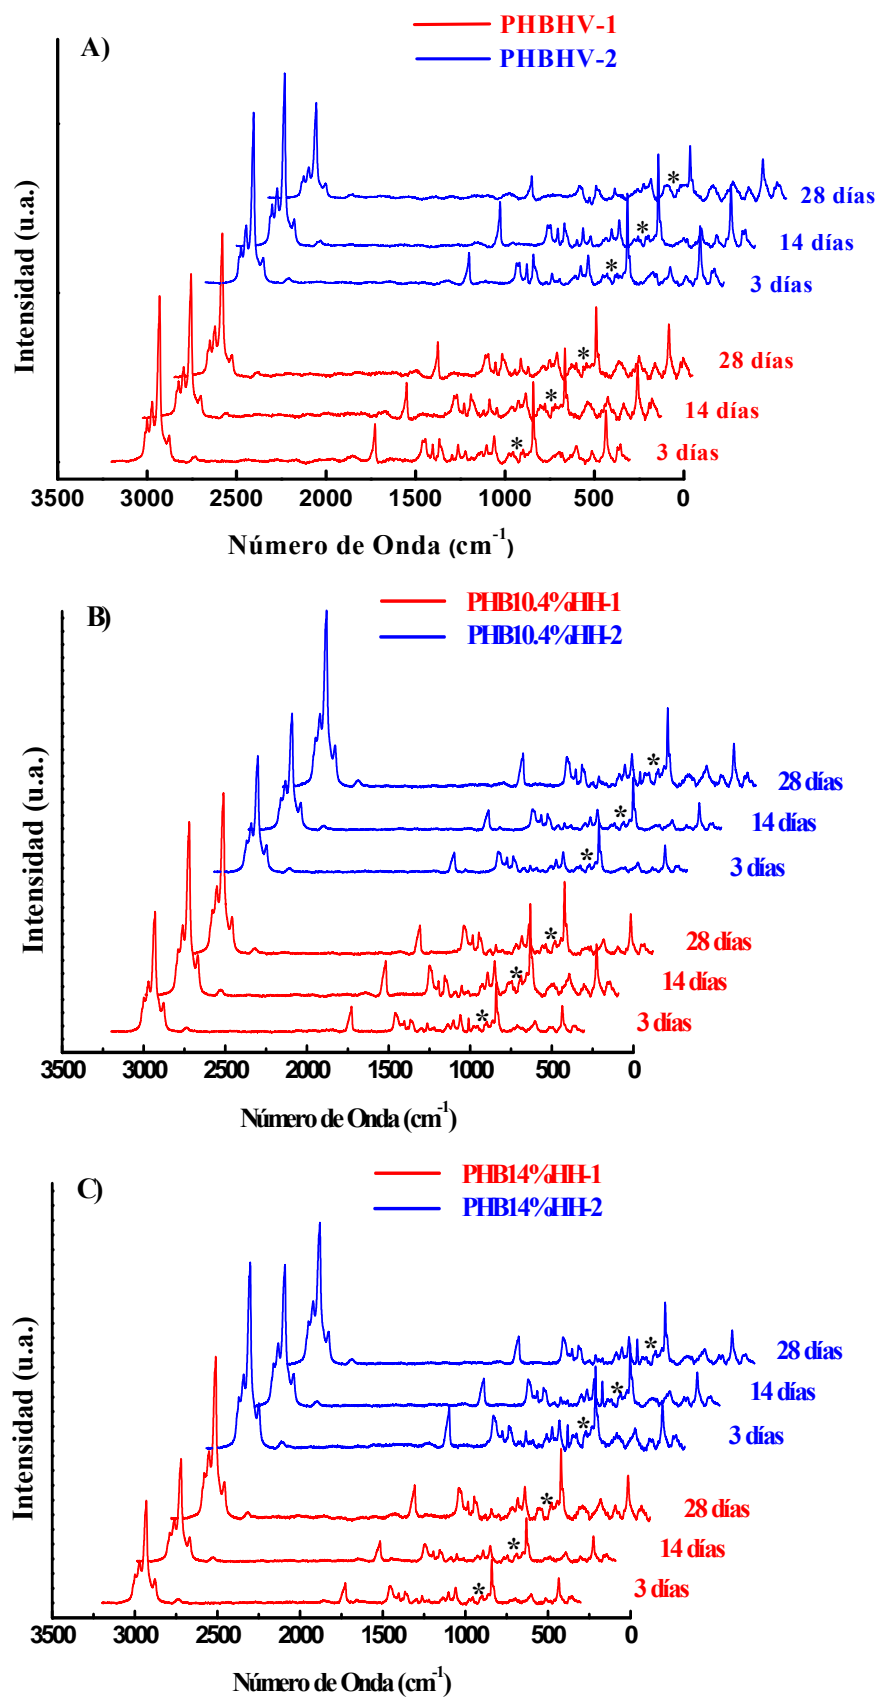 A)
PHBHV-1
PHBHV-2
Intensidad (u.a.)
*
28 días
*
14 días
*
3 días
*
28 días
*
14 días
*
3 días
3500 3000 2500 2000 1500 1000 500 0
Número de Onda (cm-1)
B)
PHB10.4%HH-1
PHB10.4%HH-2
Intensidad (u.a.)
*
28 días
*
14 días
*
3 días
*
28 días
*
14 días
*
3 días
3500 3000 2500 2000 1500 1000 500 0
Número de Onda (cm-1)
C)
PHB14%HH-1
PHB14%HH-2
Intensidad (u.a.)
*
28 días
*
14 días
*
3 días
*
28 días
*
14 días
*
3 días
3500 3000 2500 2000 1500 1000 500 0
Número de Onda (cm-1)